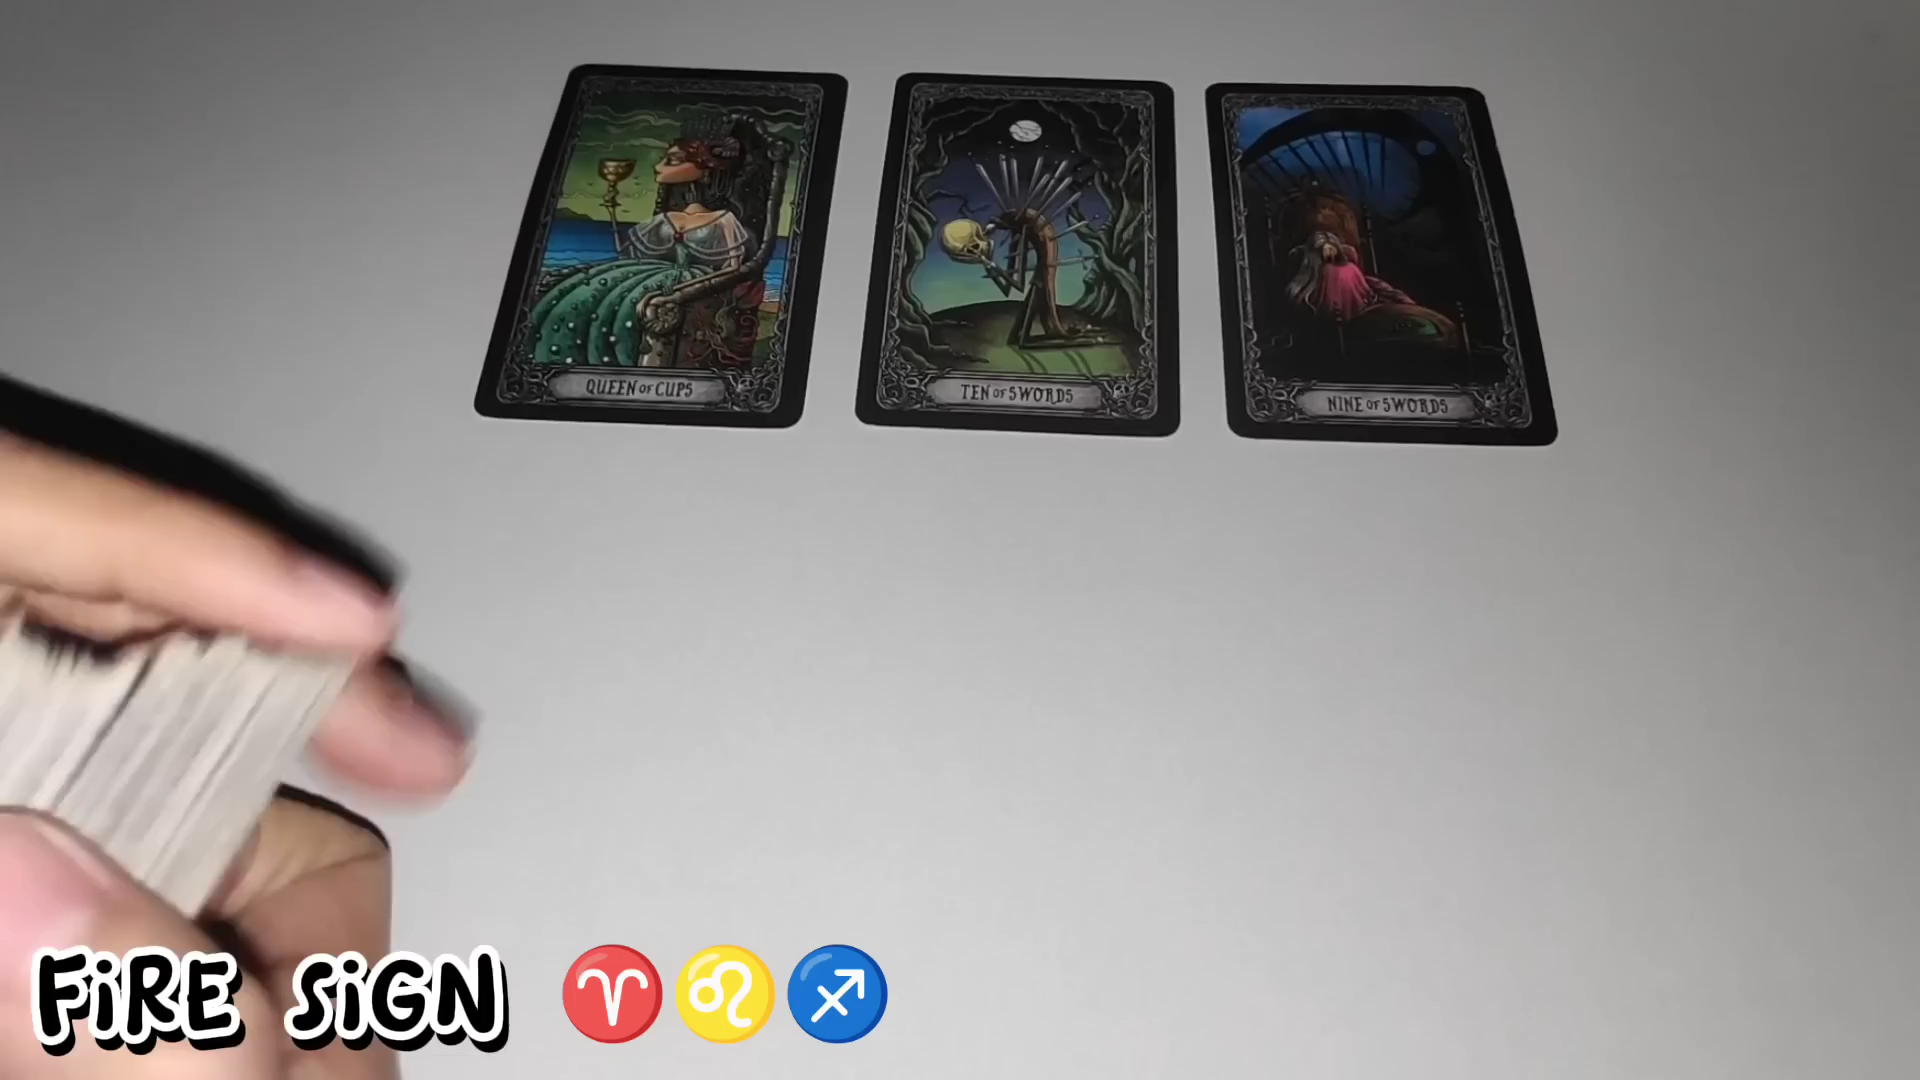 QUEEN OF CUPS
TEN OF SWORDS
NINE OF SWORDS
FiRE SiGN ♈♌♐